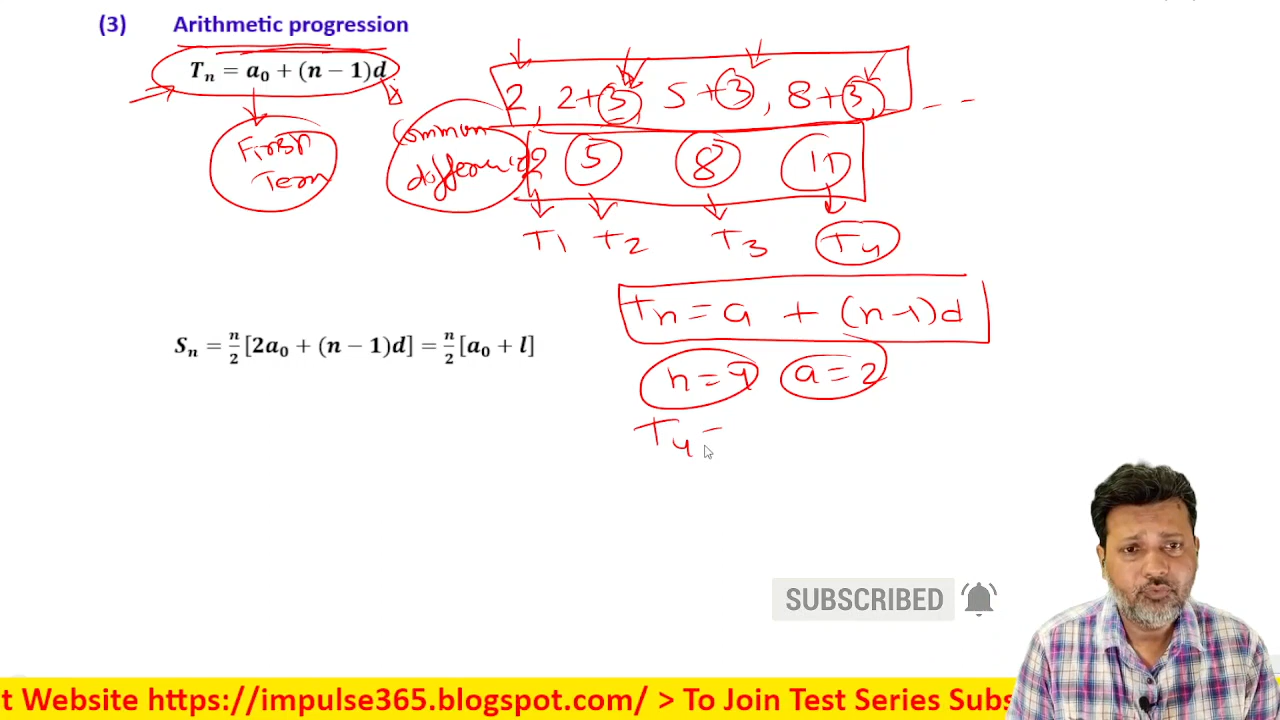 (3) Arithmetic progression
Tₙ = a₀ + (n − 1)d
2, 2+3, 5+3, 8+3, - - -
First Term
Common difference
2 5 8 11
T1 T2 T3 T4
Tn = a + (n-1)d
Sₙ = n/2 [2a₀ + (n − 1)d] = n/2 [a₀ + l]
n = 4 a = 2
T4 =
SUBSCRIBED
t Website https://impulse365.blogspot.com/ > To Join Test Series Subs